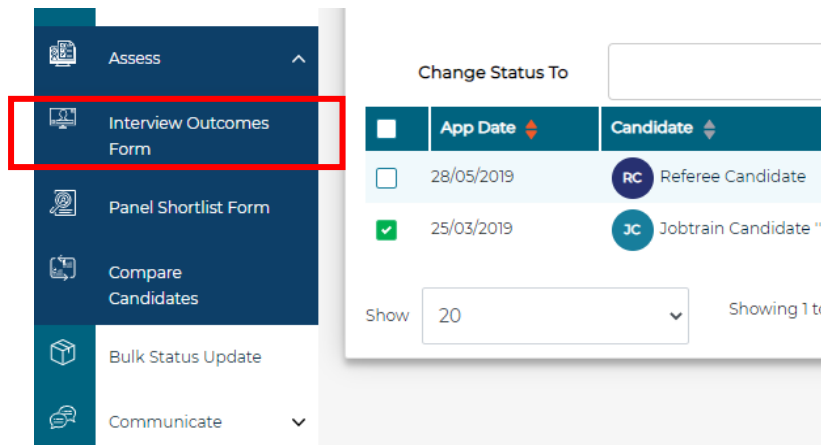 Assess
Interview Outcomes
Form
Panel Shortlist Form
Compare
Candidates
Bulk Status Update
Communicate
Change Status To
App Date
Candidate
28/05/2019
RC
Referee Candidate
25/03/2019
JC
Jobtrain Candidate "
Show
20
Showing 1 to